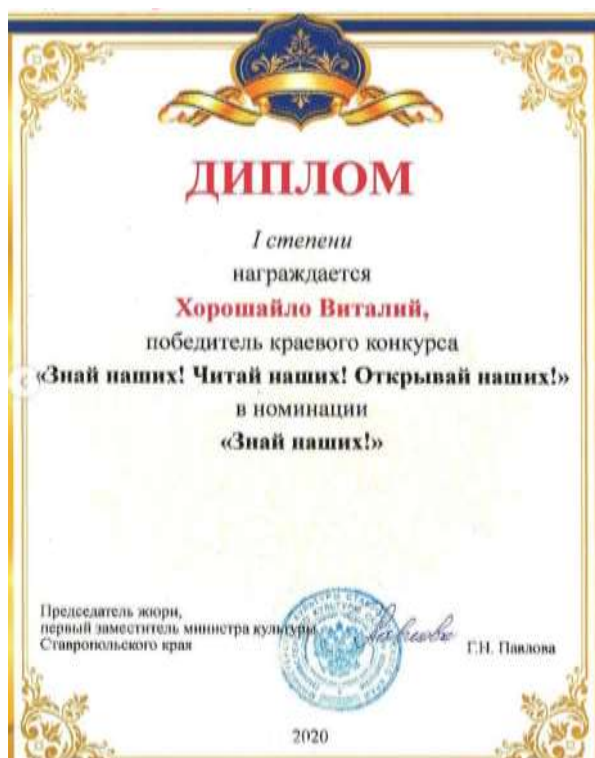 ДИПЛОМ
I степени
награждается
Хорошайло Виталий,
победитель краевого конкурса
«Знай наших! Читай наших! Открывай наших!»
в номинации
«Знай наших!»
Председатель жюри,
первый заместитель министра культуры
Ставропольского края
Г.Н. Павлова
2020